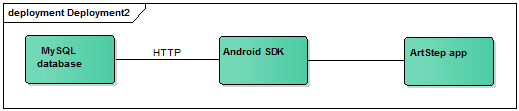 deployment Deployment2
MySQL
database
HTTP
Android SDK
ArtStep app